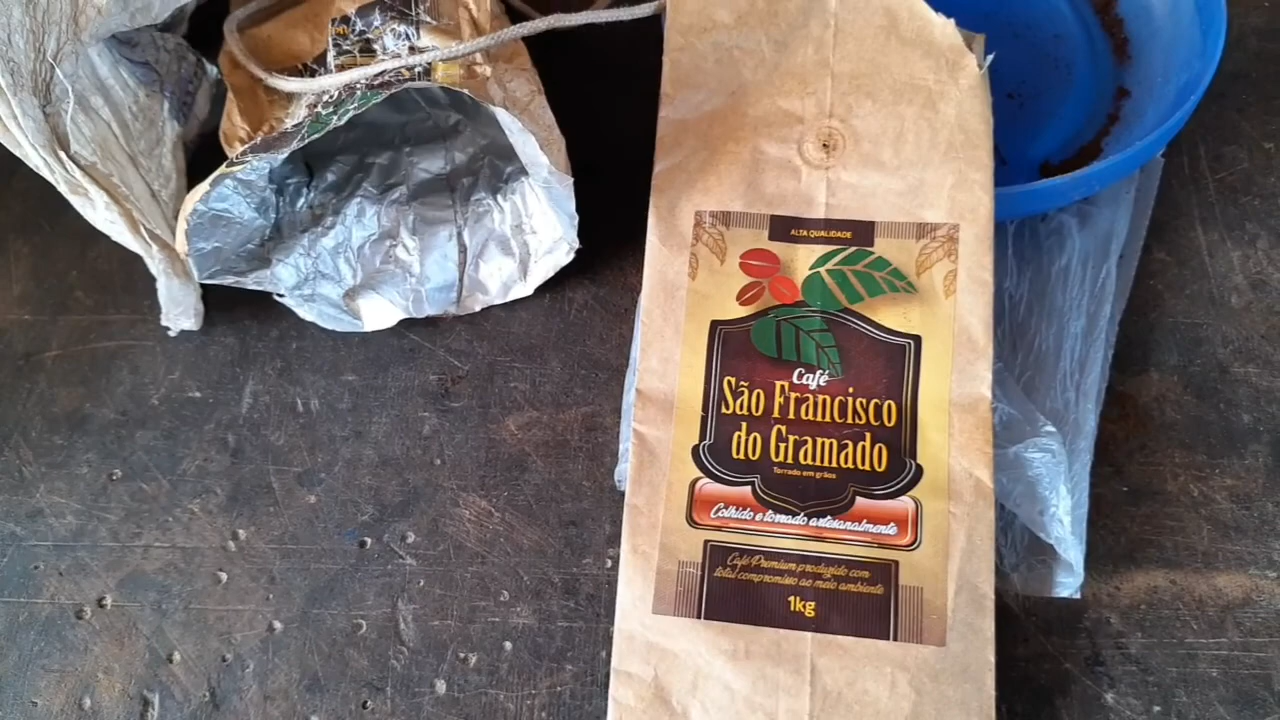 ALTA QUALIDADE
Café
São Francisco
do Gramado
Torrado em grãos
Colhido e torrado artesanalmente
Café Premium produzido com
total compromisso ao meio ambiente
1kg